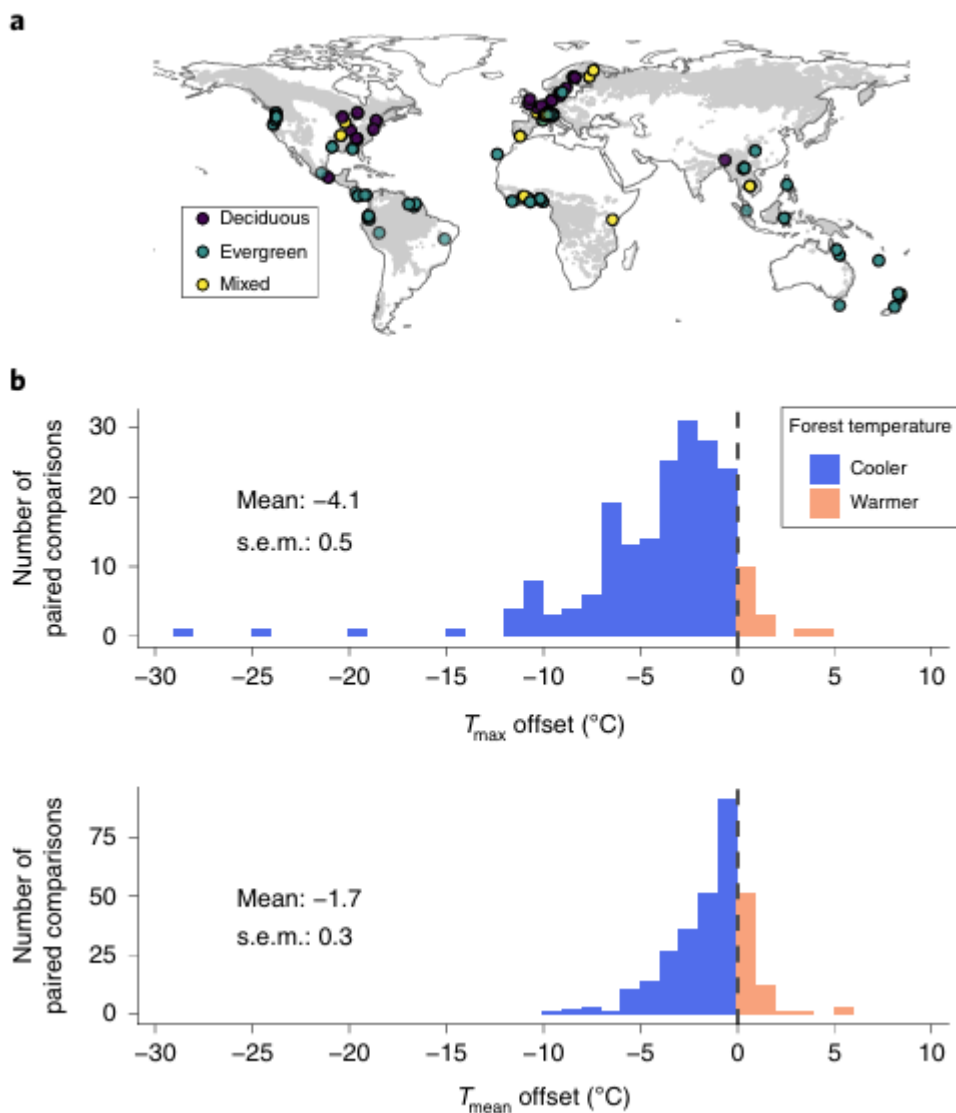 a
Deciduous
Evergreen
Mixed
b
Number of
paired comparisons
30
20
10
0
Mean: −4.1
s.e.m.: 0.5
Forest temperature
Cooler
Warmer
−30
−25
−20
−15
−10
−5
0
5
10
Tmax offset (°C)
Number of
paired comparisons
75
50
25
0
Mean: −1.7
s.e.m.: 0.3
−30
−25
−20
−15
−10
−5
0
5
10
Tmean offset (°C)